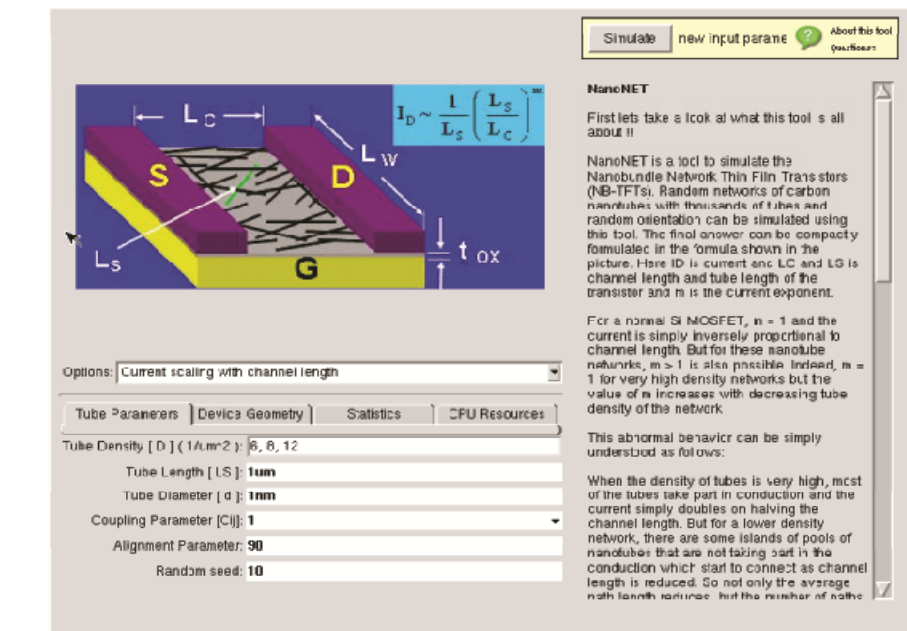 Simulate new input parame
About this tool
Questions?
L C
I D ~ 1 / L S ( L S / L C ) m
L W
S
D
L S
G
t ox
Options: Current scaling with channel length
Tube Parameters Device Geometry Statistics CPU Resources
Tube Density [ D ] ( 1/um^2 ): 6, 8, 12
Tube Length [ LS ]: 1um
Tube Diameter [ d ]: 1nm
Coupling Parameter [Cij]: 1
Alignment Parameter: 90
Random seed: 10
NanoNET
First lets take a look at what this tool is all
about !!
NanoNET is a tool to simulate the
Nanobundle Network Thin Film Transistors
(NB-TFTs). Random networks of carbon
nanotubes with thousands of tubes and
random orientation can be simulated using
this tool. The final answer can be compactly
formulated in the formula shown in the
picture. Here ID is current and LC and LS is
channel length and tube length of the
transistor and m is the current exponent.
For a normal Si MOSFET, m = 1 and the
current is simply inversely proportional to
channel length. But for these nanotube
networks, m > 1 is also possible. Indeed, m =
1 for very high density networks but the
value of m increases with decreasing tube
density of the network
This abnormal behavior can be simply
understood as follows:
When the density of tubes is very high, most
of the tubes take part in conduction and the
current simply doubles on halving the
channel length. But for a lower density
network, there are some islands of pools of
nanotubes that are not taking part in the
conduction which start to connect as channel
length is reduced. So not only the average
path length reduces, but the number of paths